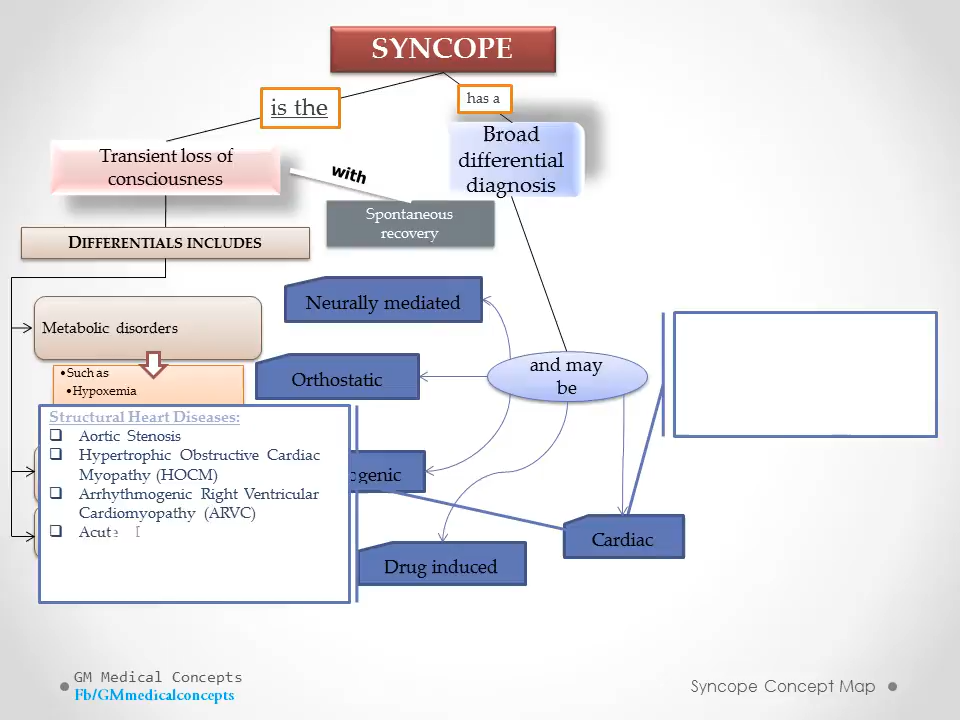 SYNCOPE
is the
has a
Transient loss of
consciousness
with
Broad
differential
diagnosis
Spontaneous
recovery
DIFFERENTIALS INCLUDES
Neurally mediated
Metabolic disorders
and may
be
•Such as
•Hypoxemia
Orthostatic
Structural Heart Diseases:
❑ Aortic Stenosis
❑ Hypertrophic Obstructive Cardiac
Myopathy (HOCM)
❑ Arrhythmogenic Right Ventricular
Cardiomyopathy (ARVC)
❑ Acute
ogenic
Cardiac
Drug induced
GM Medical Concepts
Fb/GMmedicalconcepts
Syncope Concept Map